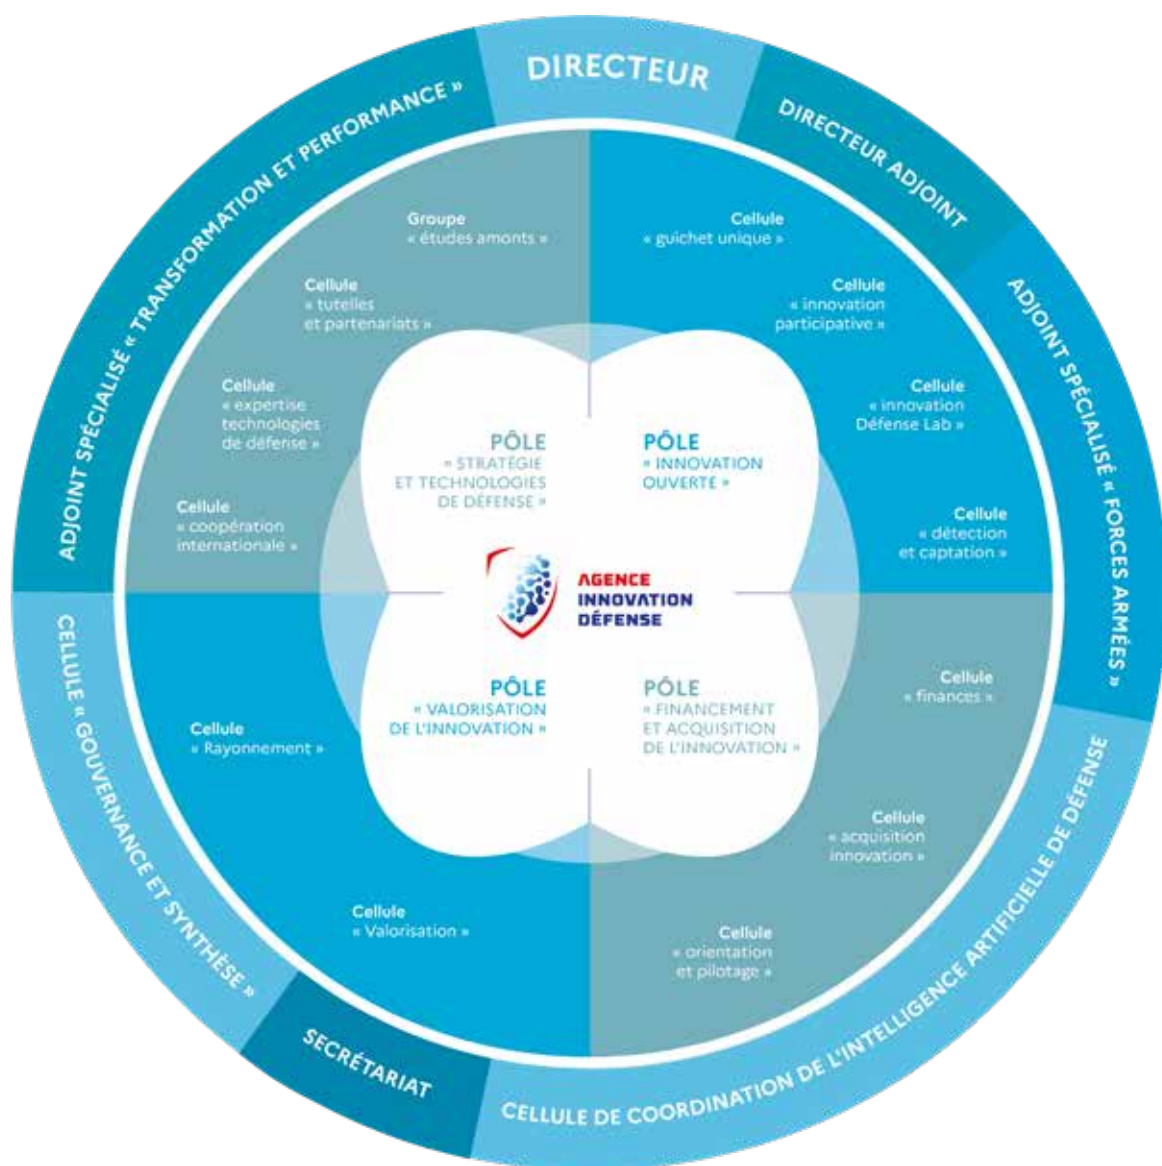 DIRECTEUR
DIRECTEUR ADJOINT
ADJOINT SPÉCIALISÉ « FORCES ARMÉES »
CELLULE DE COORDINATION DE L'INTELLIGENCE ARTIFICIELLE DE DÉFENSE
SECRÉTARIAT
CELLULE « GOUVERNANCE ET SYNTHÈSE »
ADJOINT SPÉCIALISÉ « TRANSFORMATION ET PERFORMANCE »
Groupe
« études amonts »
Cellule
« tutelles
et partenariats »
Cellule
« expertise
technologies
de défense »
Cellule
« coopération
internationale »
Cellule
« guichet unique »
Cellule
« innovation
participative »
Cellule
« innovation
Défense Lab »
Cellule
« détection
et captation »
PÔLE
« STRATÉGIE
ET TECHNOLOGIES
DE DÉFENSE »
PÔLE
« INNOVATION
OUVERTE »
AGENCE
INNOVATION
DÉFENSE
PÔLE
« VALORISATION
DE L'INNOVATION »
PÔLE
« FINANCEMENT
ET ACQUISITION
DE L'INNOVATION »
Cellule
« Rayonnement »
Cellule
« Valorisation »
Cellule
« finances »
Cellule
« acquisition
innovation »
Cellule
« orientation
et pilotage »